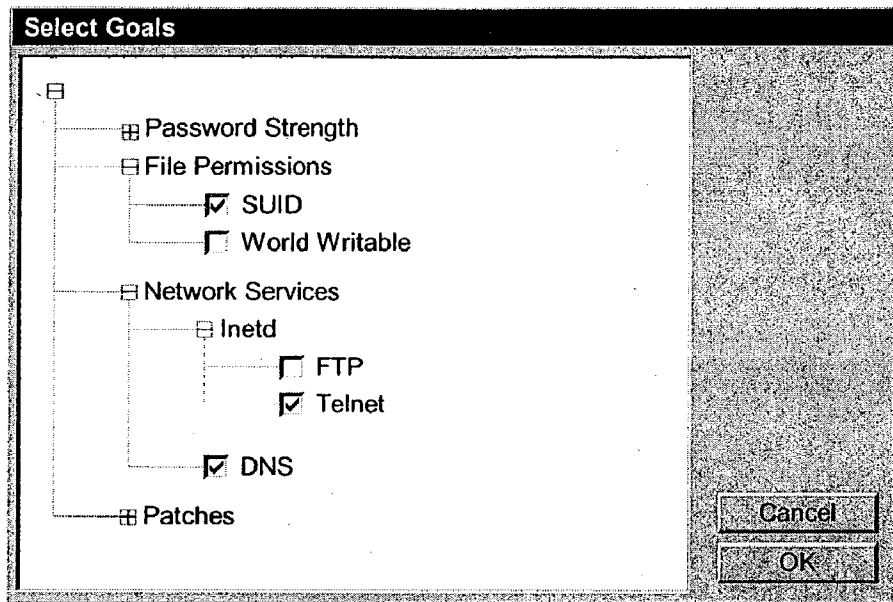 Select Goals
Password Strength
File Permissions
SUID
World Writable
Network Services
Inetd
FTP
Telnet
DNS
Patches
Cancel
OK